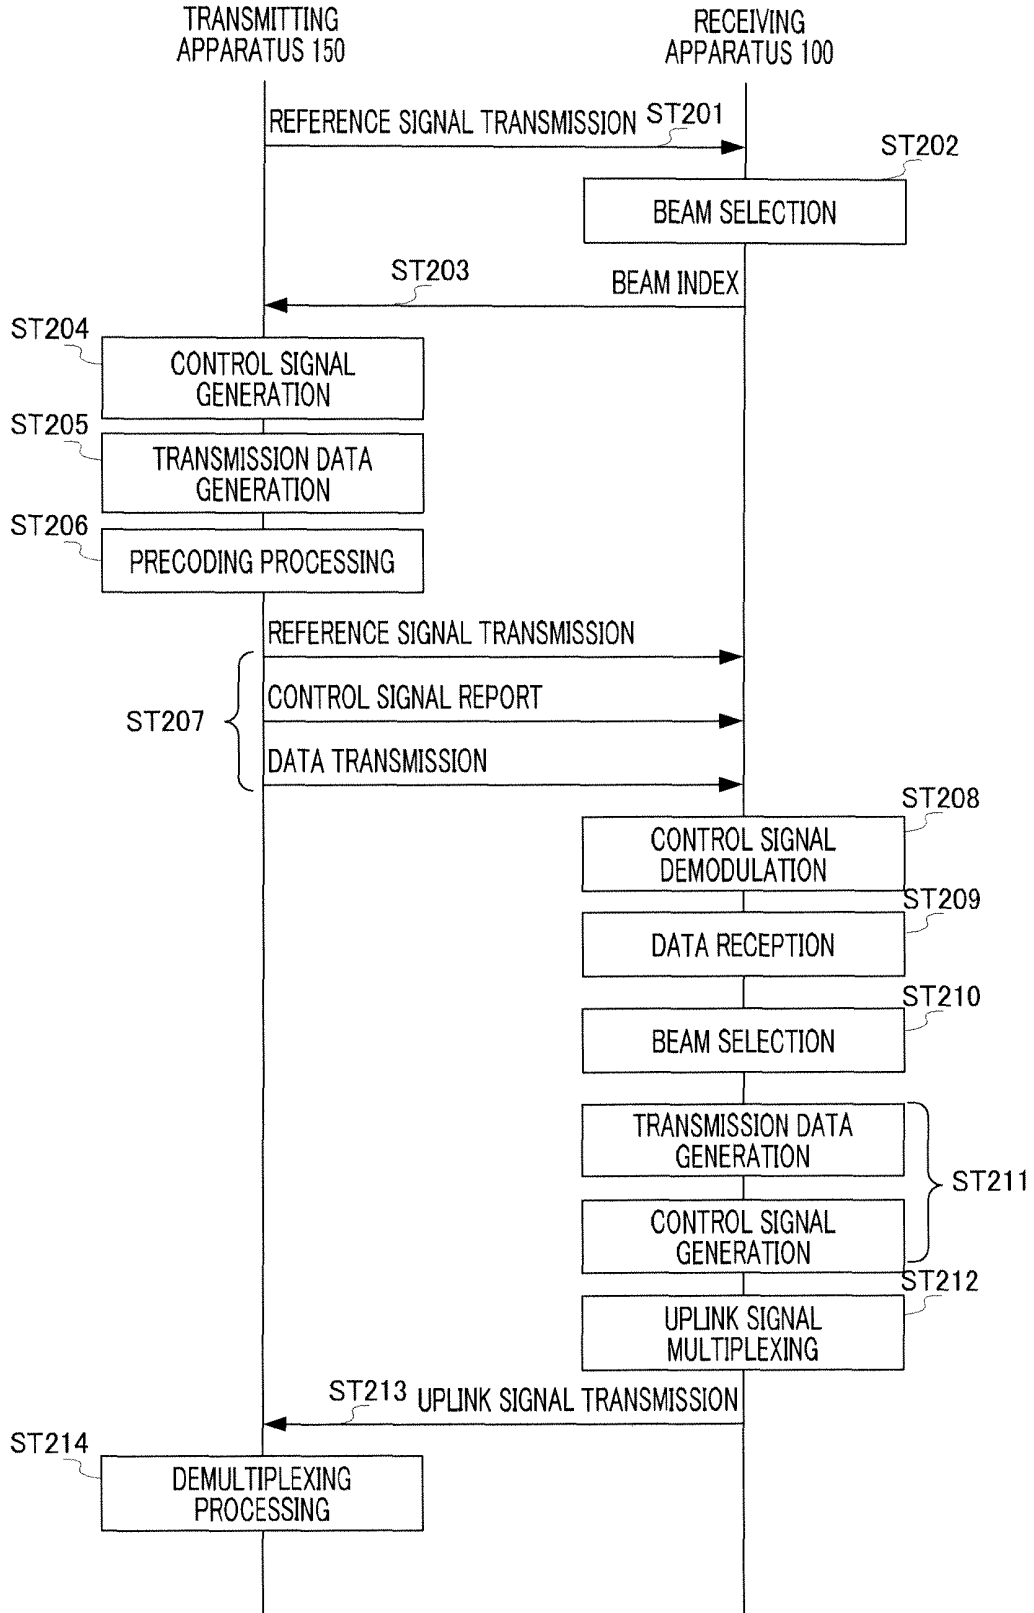 TRANSMITTING
APPARATUS 150
RECEIVING
APPARATUS 100
REFERENCE SIGNAL TRANSMISSION
ST201
ST202
BEAM SELECTION
ST203
BEAM INDEX
ST204
CONTROL SIGNAL
GENERATION
ST205
TRANSMISSION DATA
GENERATION
ST206
PRECODING PROCESSING
REFERENCE SIGNAL TRANSMISSION
CONTROL SIGNAL REPORT
ST207
DATA TRANSMISSION
ST208
CONTROL SIGNAL
DEMODULATION
ST209
DATA RECEPTION
ST210
BEAM SELECTION
TRANSMISSION DATA
GENERATION
ST211
CONTROL SIGNAL
GENERATION
ST212
UPLINK SIGNAL
MULTIPLEXING
ST213
UPLINK SIGNAL TRANSMISSION
ST214
DEMULTIPLEXING
PROCESSING